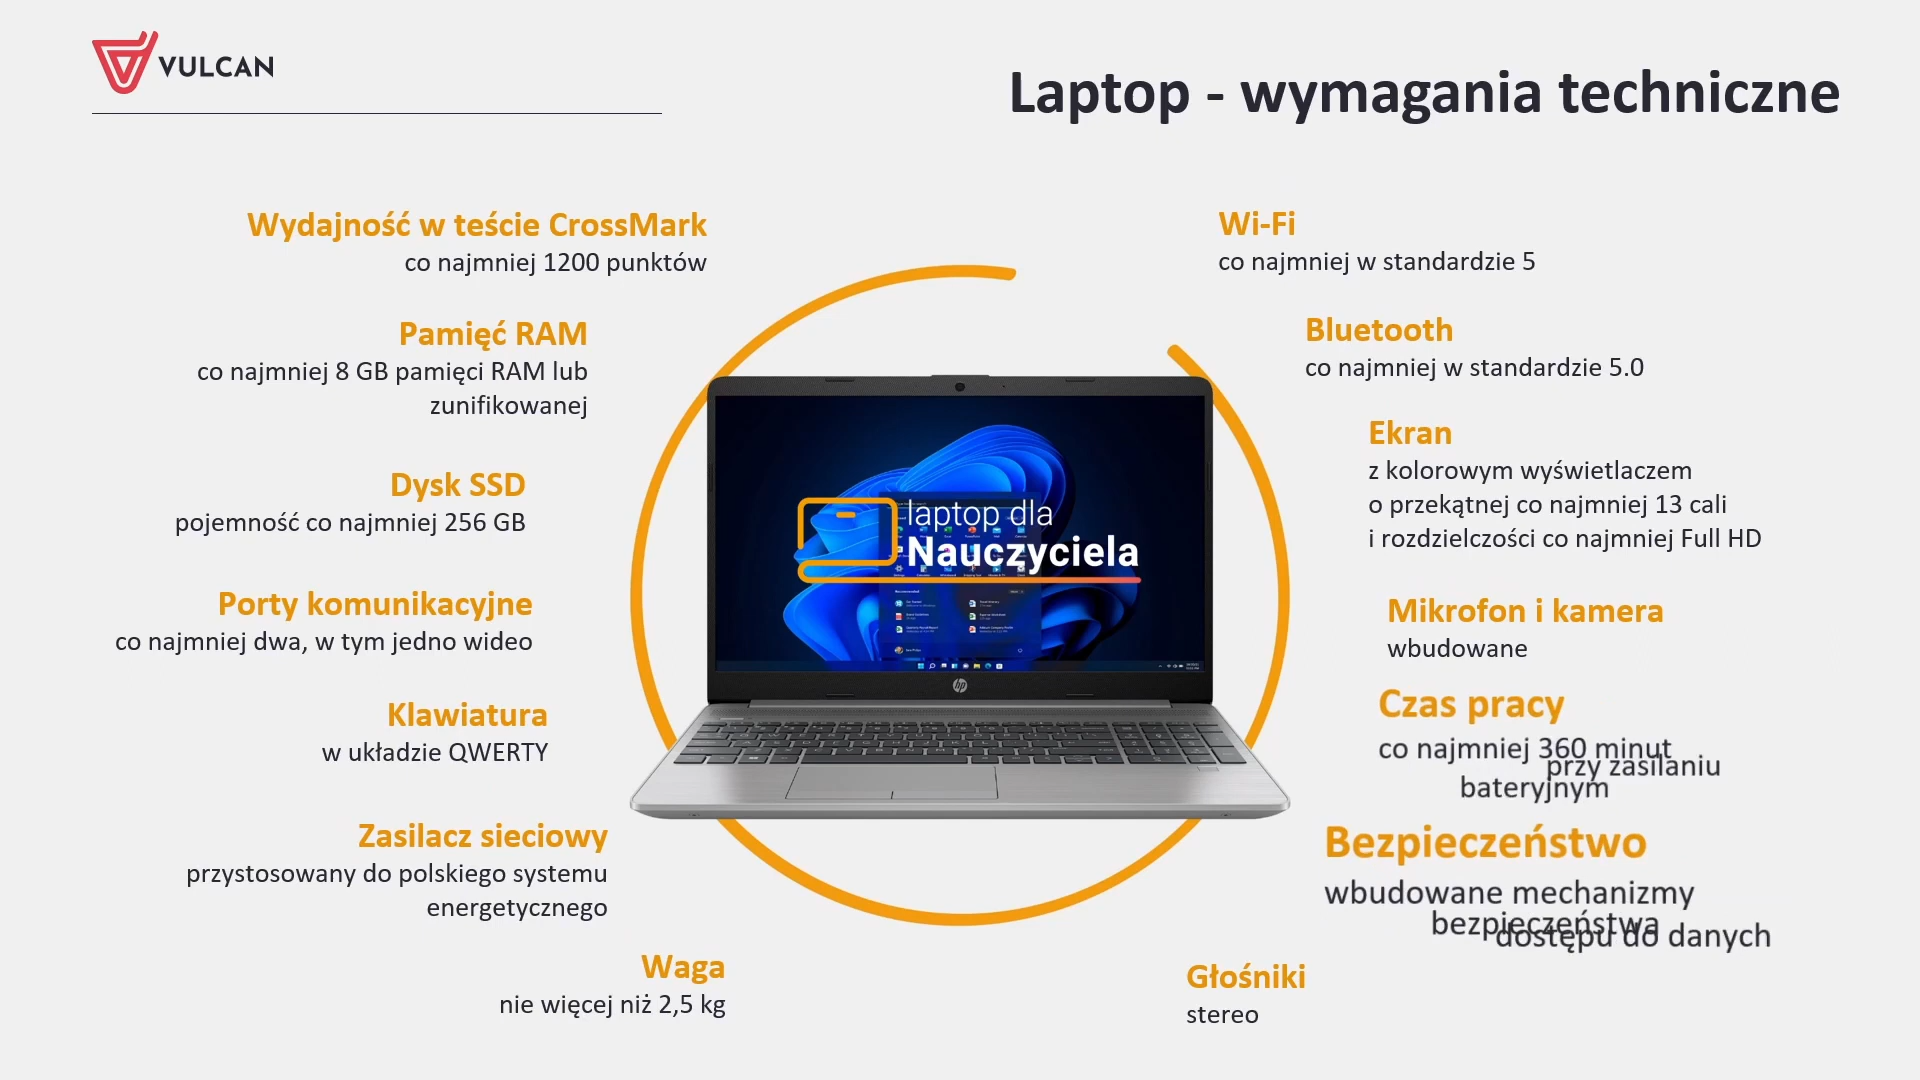 VULCAN
Laptop - wymagania techniczne
Wydajność w teście CrossMark
co najmniej 1200 punktów
Pamięć RAM
co najmniej 8 GB pamięci RAM lub
zunifikowanej
Dysk SSD
pojemność co najmniej 256 GB
Porty komunikacyjne
co najmniej dwa, w tym jedno wideo
Klawiatura
w układzie QWERTY
Zasilacz sieciowy
przystosowany do polskiego systemu
energetycznego
Waga
nie więcej niż 2,5 kg
laptop dla
Nauczyciela
hp
Wi-Fi
co najmniej w standardzie 5
Bluetooth
co najmniej w standardzie 5.0
Ekran
z kolorowym wyświetlaczem
o przekątnej co najmniej 13 cali
i rozdzielczości co najmniej Full HD
Mikrofon i kamera
wbudowane
Czas pracy
co najmniej 360 minut
przy zasilaniu
bateryjnym
Bezpieczeństwo
wbudowane mechanizmy
bezpieczeństwa
dostępu do danych
Głośniki
stereo